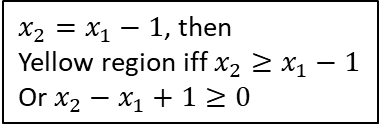 x₂ = x₁ − 1, then
Yellow region iff x₂ ≥ x₁ − 1
Or x₂ − x₁ + 1 ≥ 0